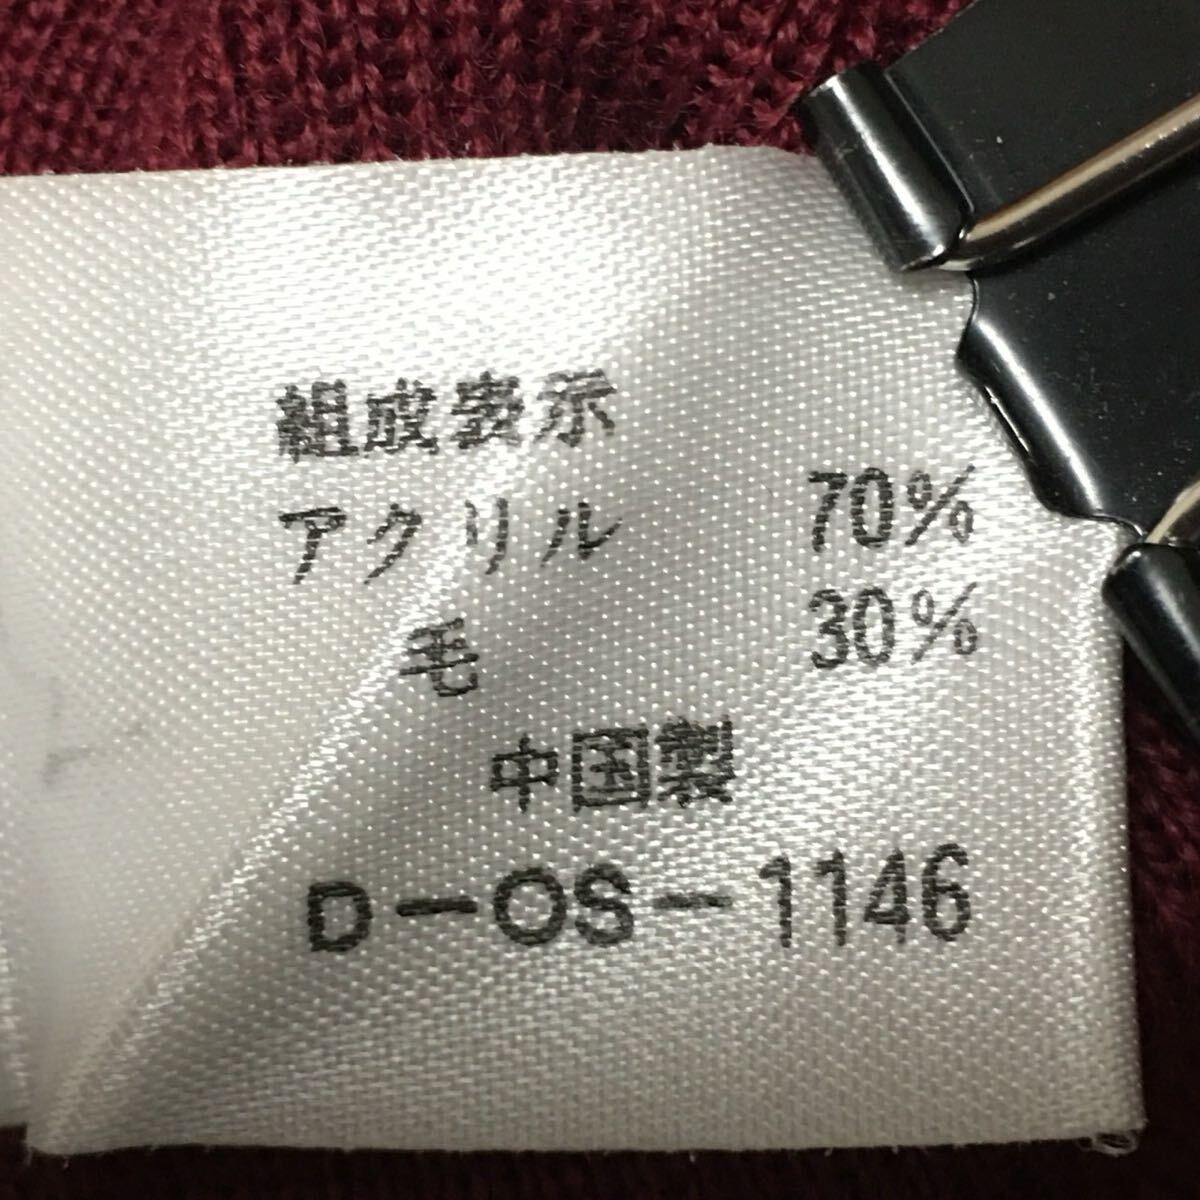 組成表示
アクリル 70%
毛 30%
中国製
D-OS-1146